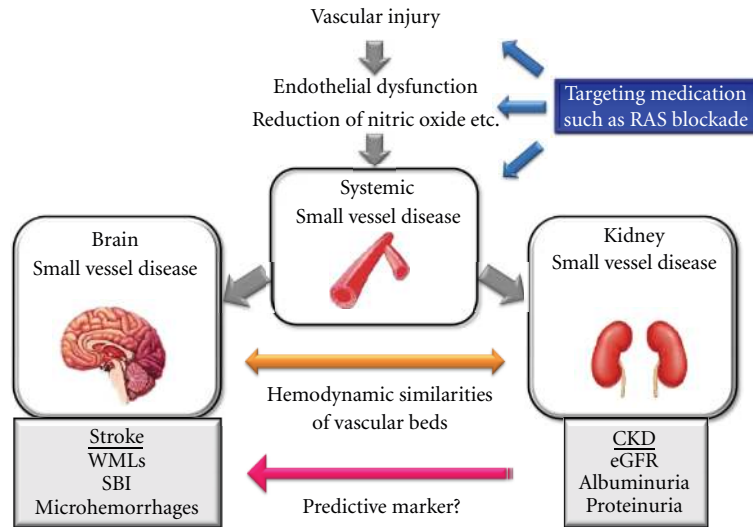 Vascular injury
Endothelial dysfunction
Reduction of nitric oxide etc.
Targeting medication
such as RAS blockade
Systemic
Small vessel disease
Brain
Small vessel disease
Kidney
Small vessel disease
Hemodynamic similarities
of vascular beds
Stroke
WMLs
SBI
Microhemorrhages
CKD
eGFR
Albuminuria
Proteinuria
Predictive marker?